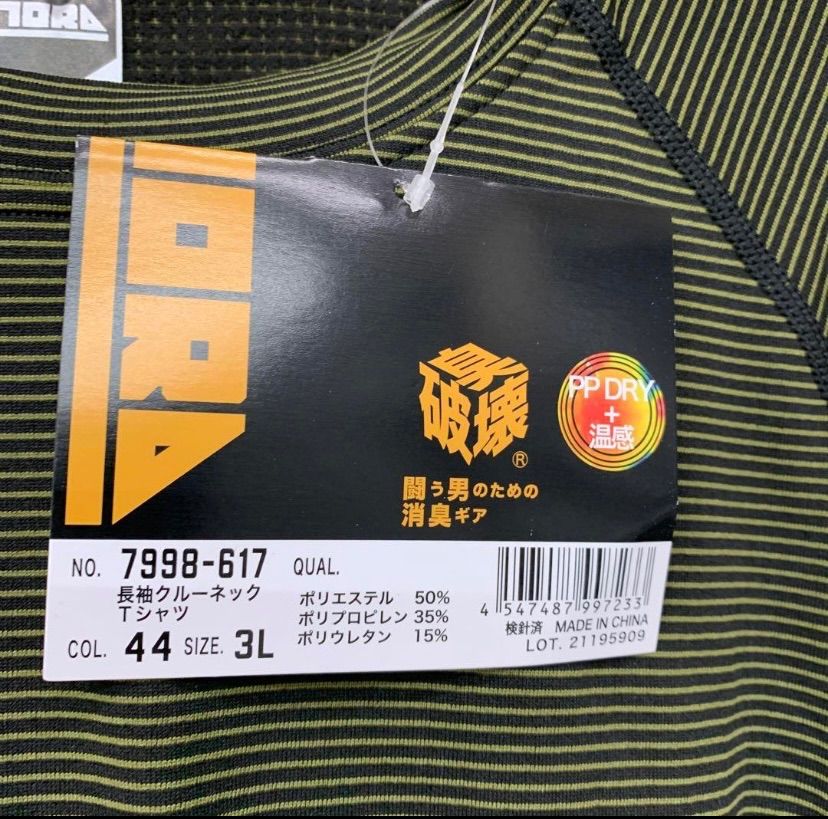 TORA
IORA
臭
破壊®
闘う男のための
消臭ギア
PP DRY
+
温感
NO. 7998-617
長袖クルーネック
Tシャツ
COL. 44 SIZE. 3L
QUAL.
ポリエステル 50%
ポリプロピレン 35%
ポリウレタン 15%
4 547487 997233
検針済 MADE IN CHINA
LOT. 21195909